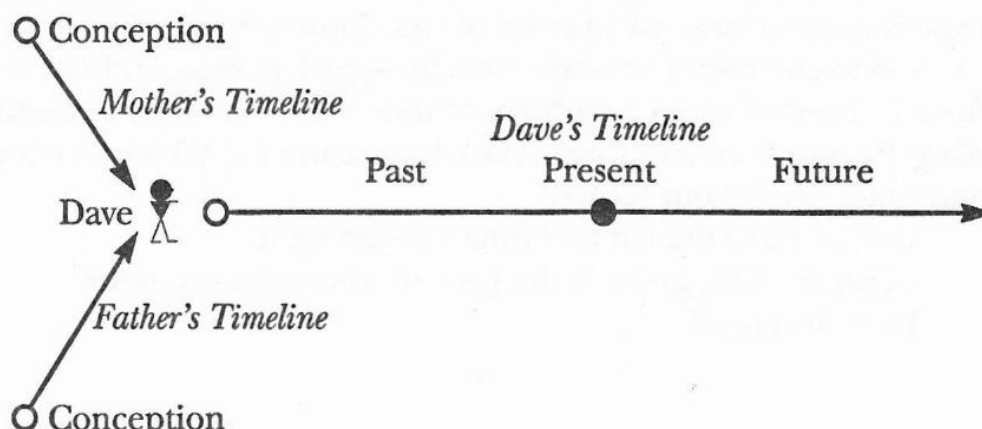 Conception
Mother's Timeline
Dave's Timeline
Past Present Future
Dave
Father's Timeline
Conception